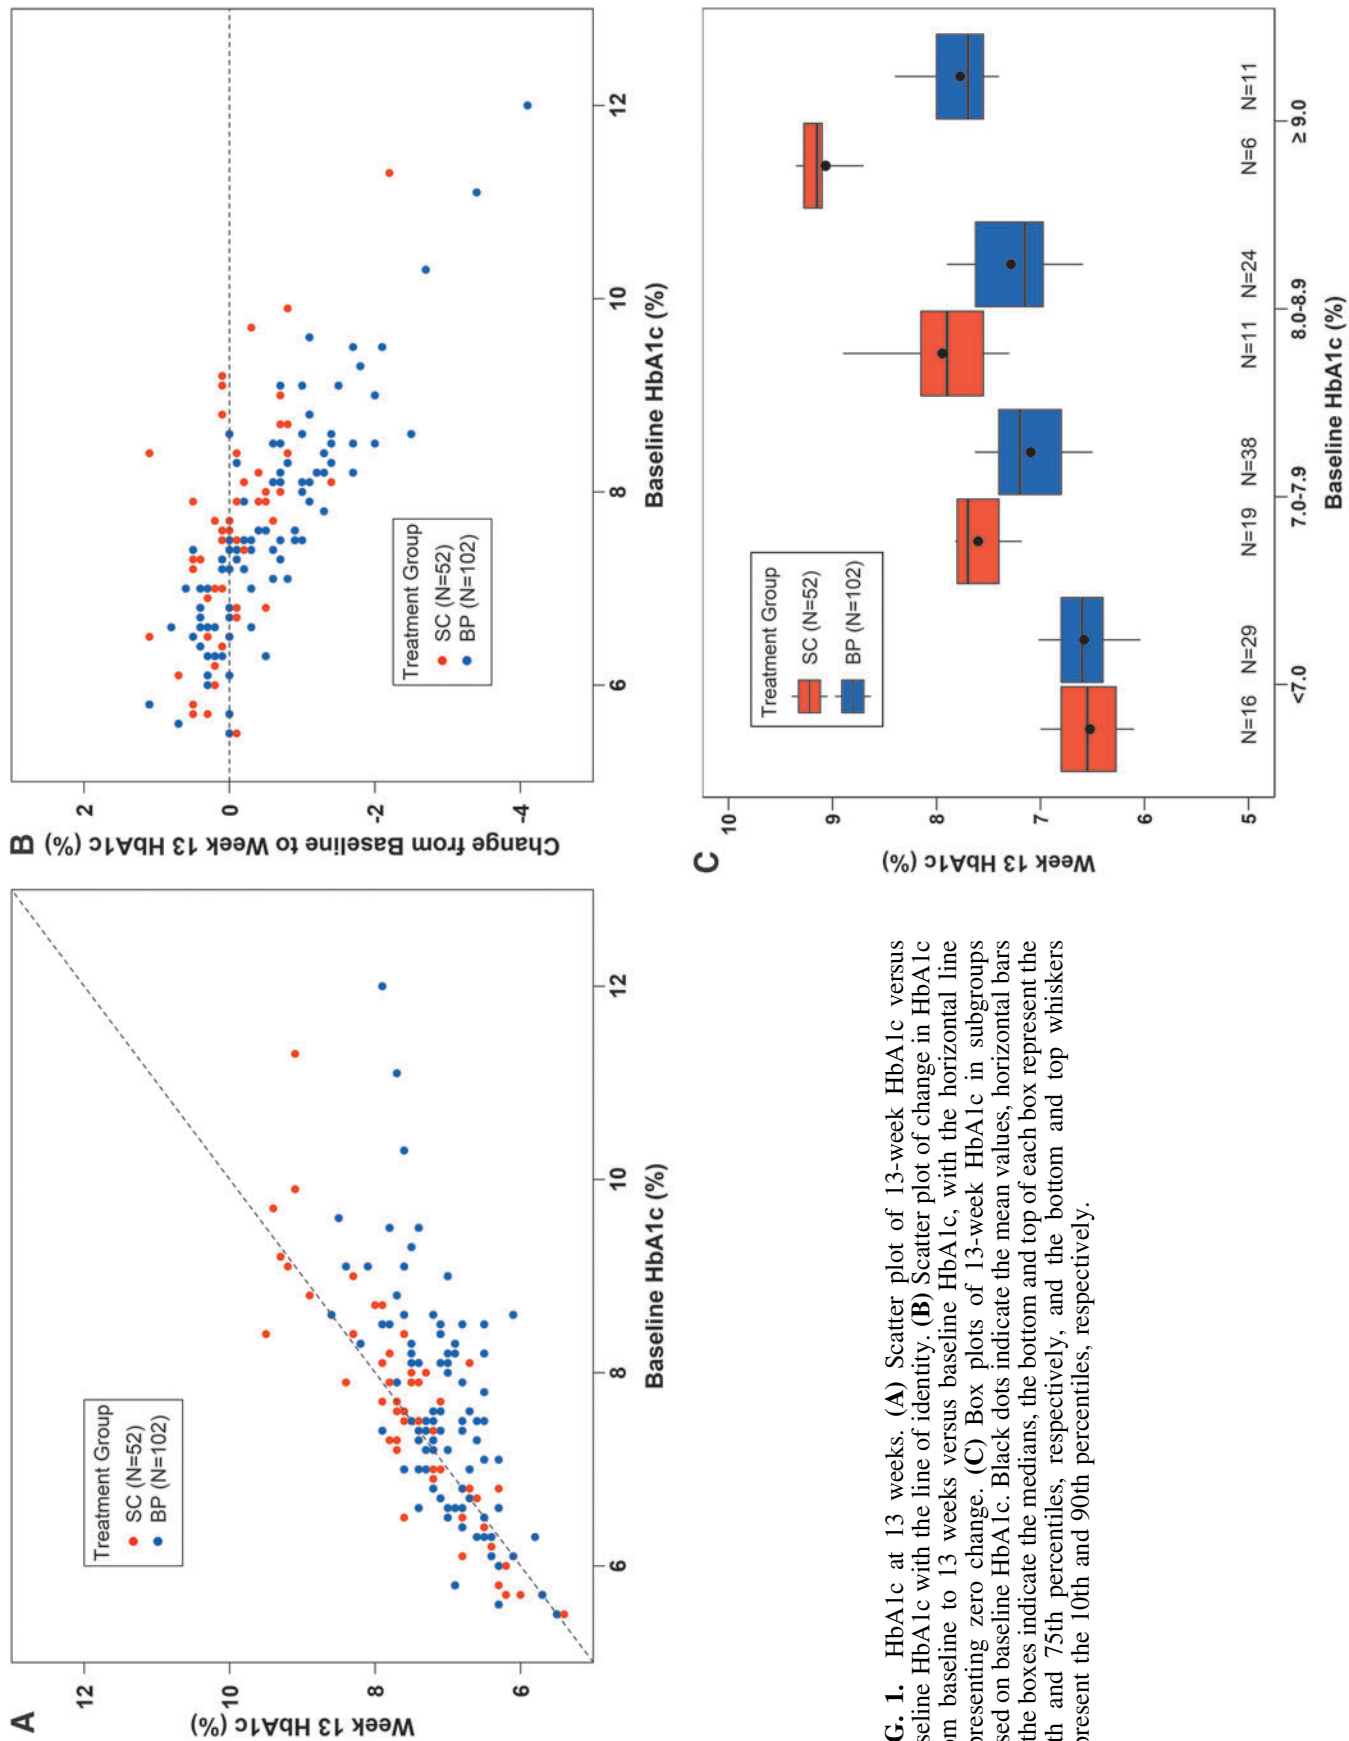 A
Week 13 HbA1c (%)
12
10
8
6
Treatment Group
SC (N=52)
BP (N=102)
6
8
10
12
Baseline HbA1c (%)
B
Change from Baseline to Week 13 HbA1c (%)
2
0
-2
-4
Treatment Group
SC (N=52)
BP (N=102)
6
8
10
12
Baseline HbA1c (%)
G. 1. HbA1c at 13 weeks. (A) Scatter plot of 13-week HbA1c versus
seline HbA1c with the line of identity. (B) Scatter plot of change in HbA1c
om baseline to 13 weeks versus baseline HbA1c, with the horizontal line
presenting zero change. (C) Box plots of 13-week HbA1c in subgroups
sed on baseline HbA1c. Black dots indicate the mean values, horizontal bars
the boxes indicate the medians, the bottom and top of each box represent the
th and 75th percentiles, respectively, and the bottom and top whiskers
present the 10th and 90th percentiles, respectively.
C
Week 13 HbA1c (%)
10
9
8
7
6
5
Treatment Group
SC (N=52)
BP (N=102)
N=16 N=29 N=19 N=38 N=11 N=24 N=6 N=11
<7.0 7.0-7.9 8.0-8.9 ≥ 9.0
Baseline HbA1c (%)